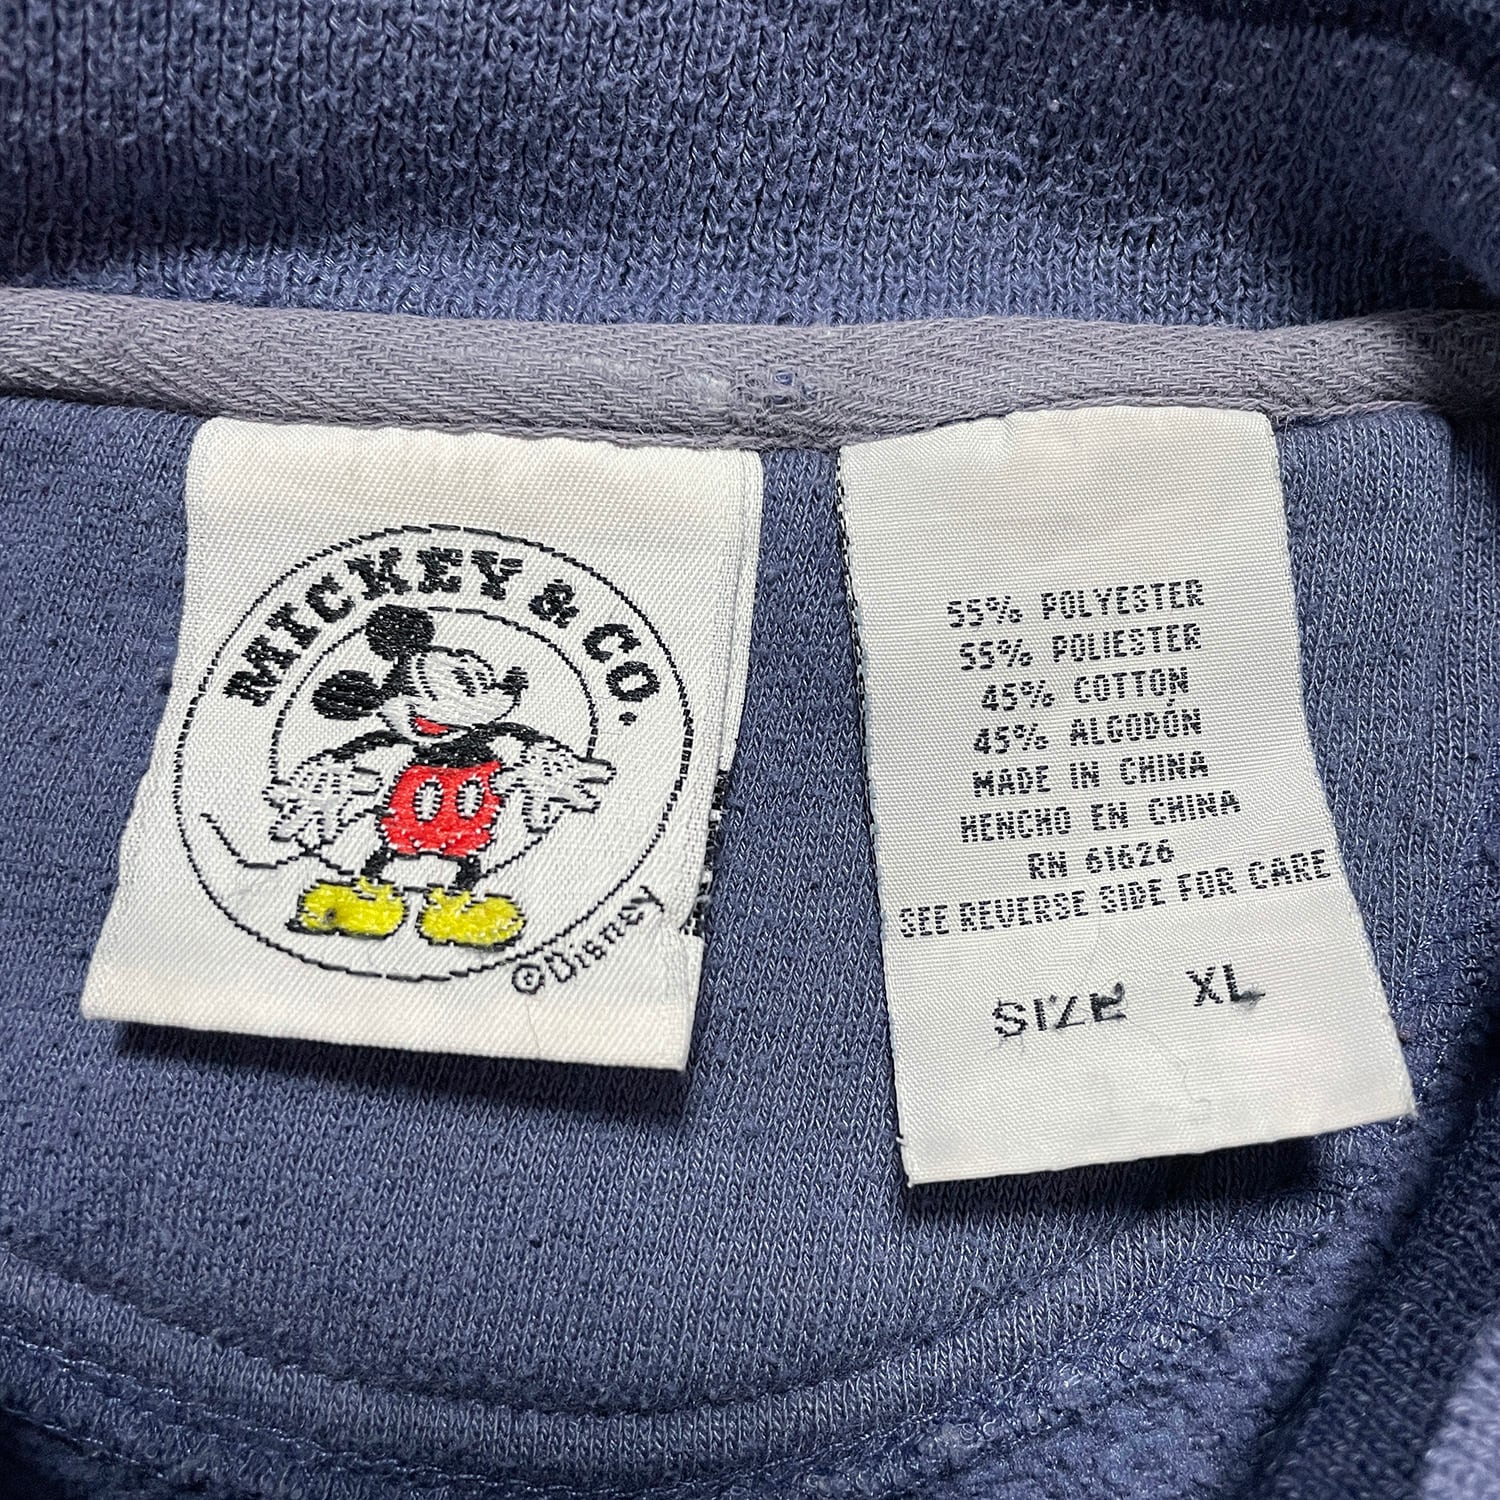 MICKEY & CO.
©Disney
55% POLYESTER
55% POLIESTER
45% COTTON
45% ALGODÓN
MADE IN CHINA
HENCHO EN CHINA
RN 61626
SEE REVERSE SIDE FOR CARE
SIZE XL